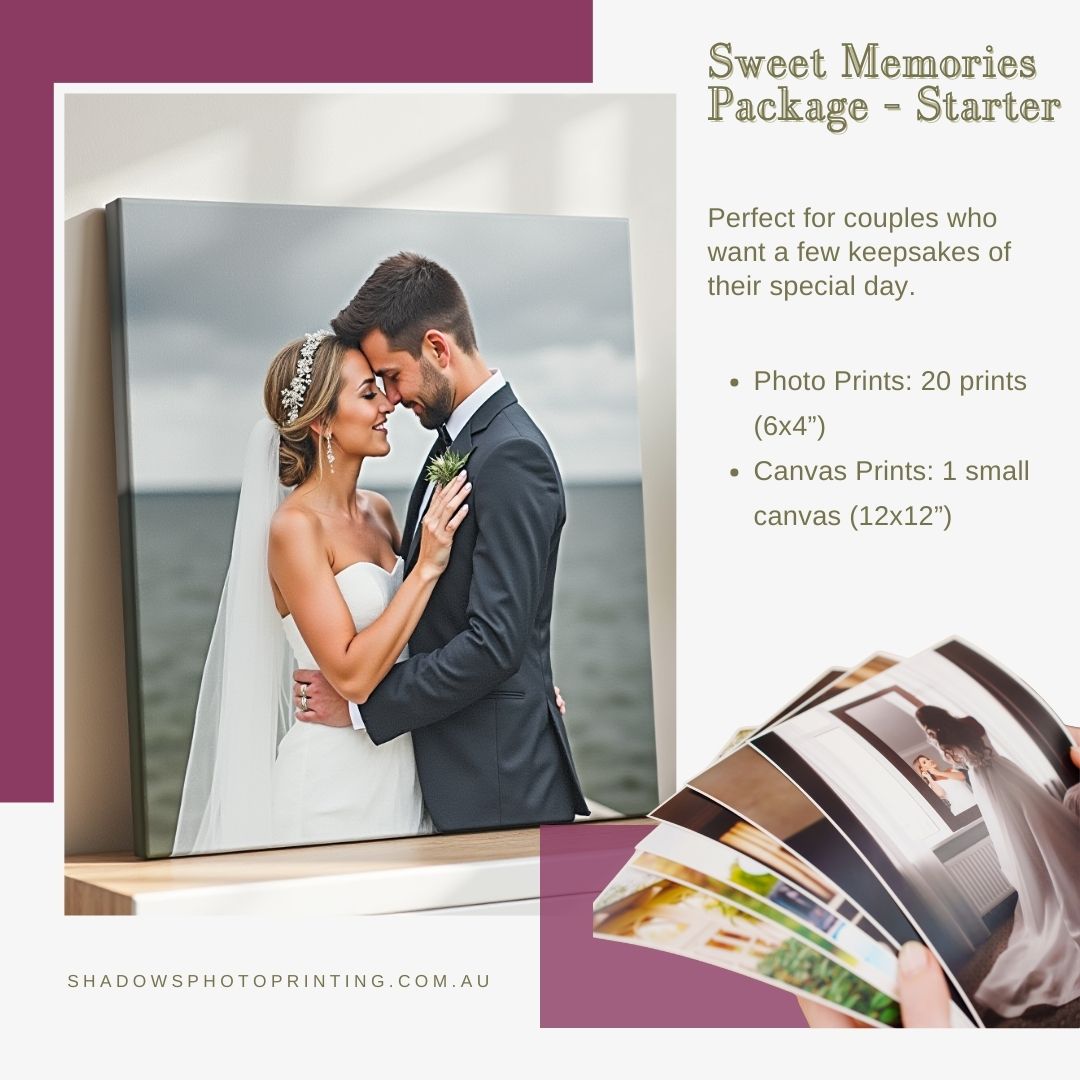 Sweet Memories
Package - Starter
Perfect for couples who
want a few keepsakes of
their special day.
• Photo Prints: 20 prints
(6x4”)
• Canvas Prints: 1 small
canvas (12x12”)
SHADOWSPHOTOPRINTING.COM.AU